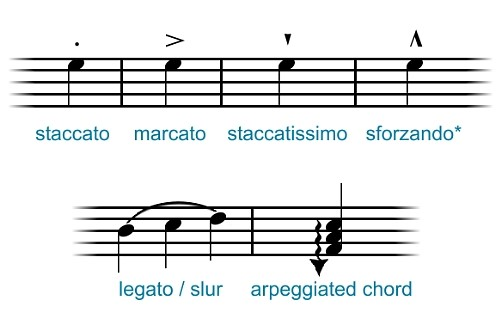 staccato marcato staccatissimo sforzando*
legato / slur arpeggiated chord